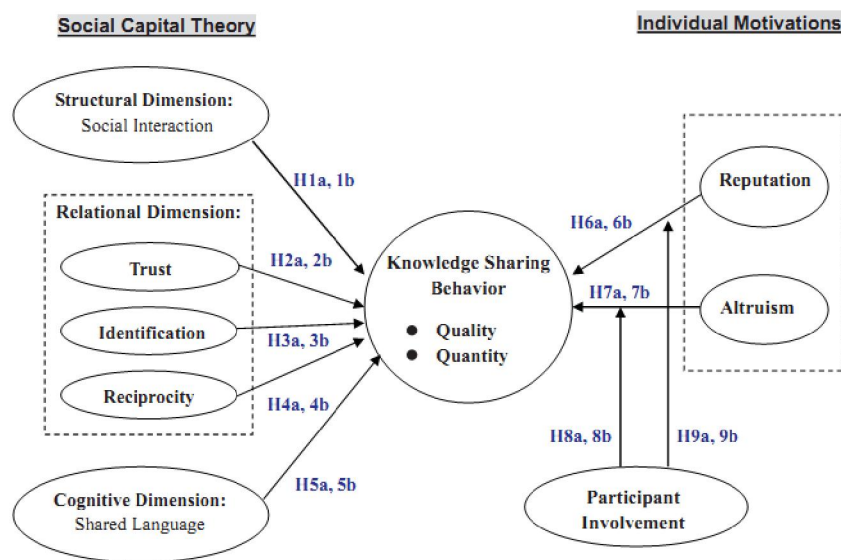 Social Capital Theory
Individual Motivations
Structural Dimension:
Social Interaction
H1a, 1b
Relational Dimension:
Trust
H2a, 2b
Identification
H3a, 3b
Reciprocity
H4a, 4b
Cognitive Dimension:
Shared Language
H5a, 5b
Knowledge Sharing
Behavior
● Quality
● Quantity
Reputation
H6a, 6b
H7a, 7b
Altruism
H8a, 8b
H9a, 9b
Participant
Involvement